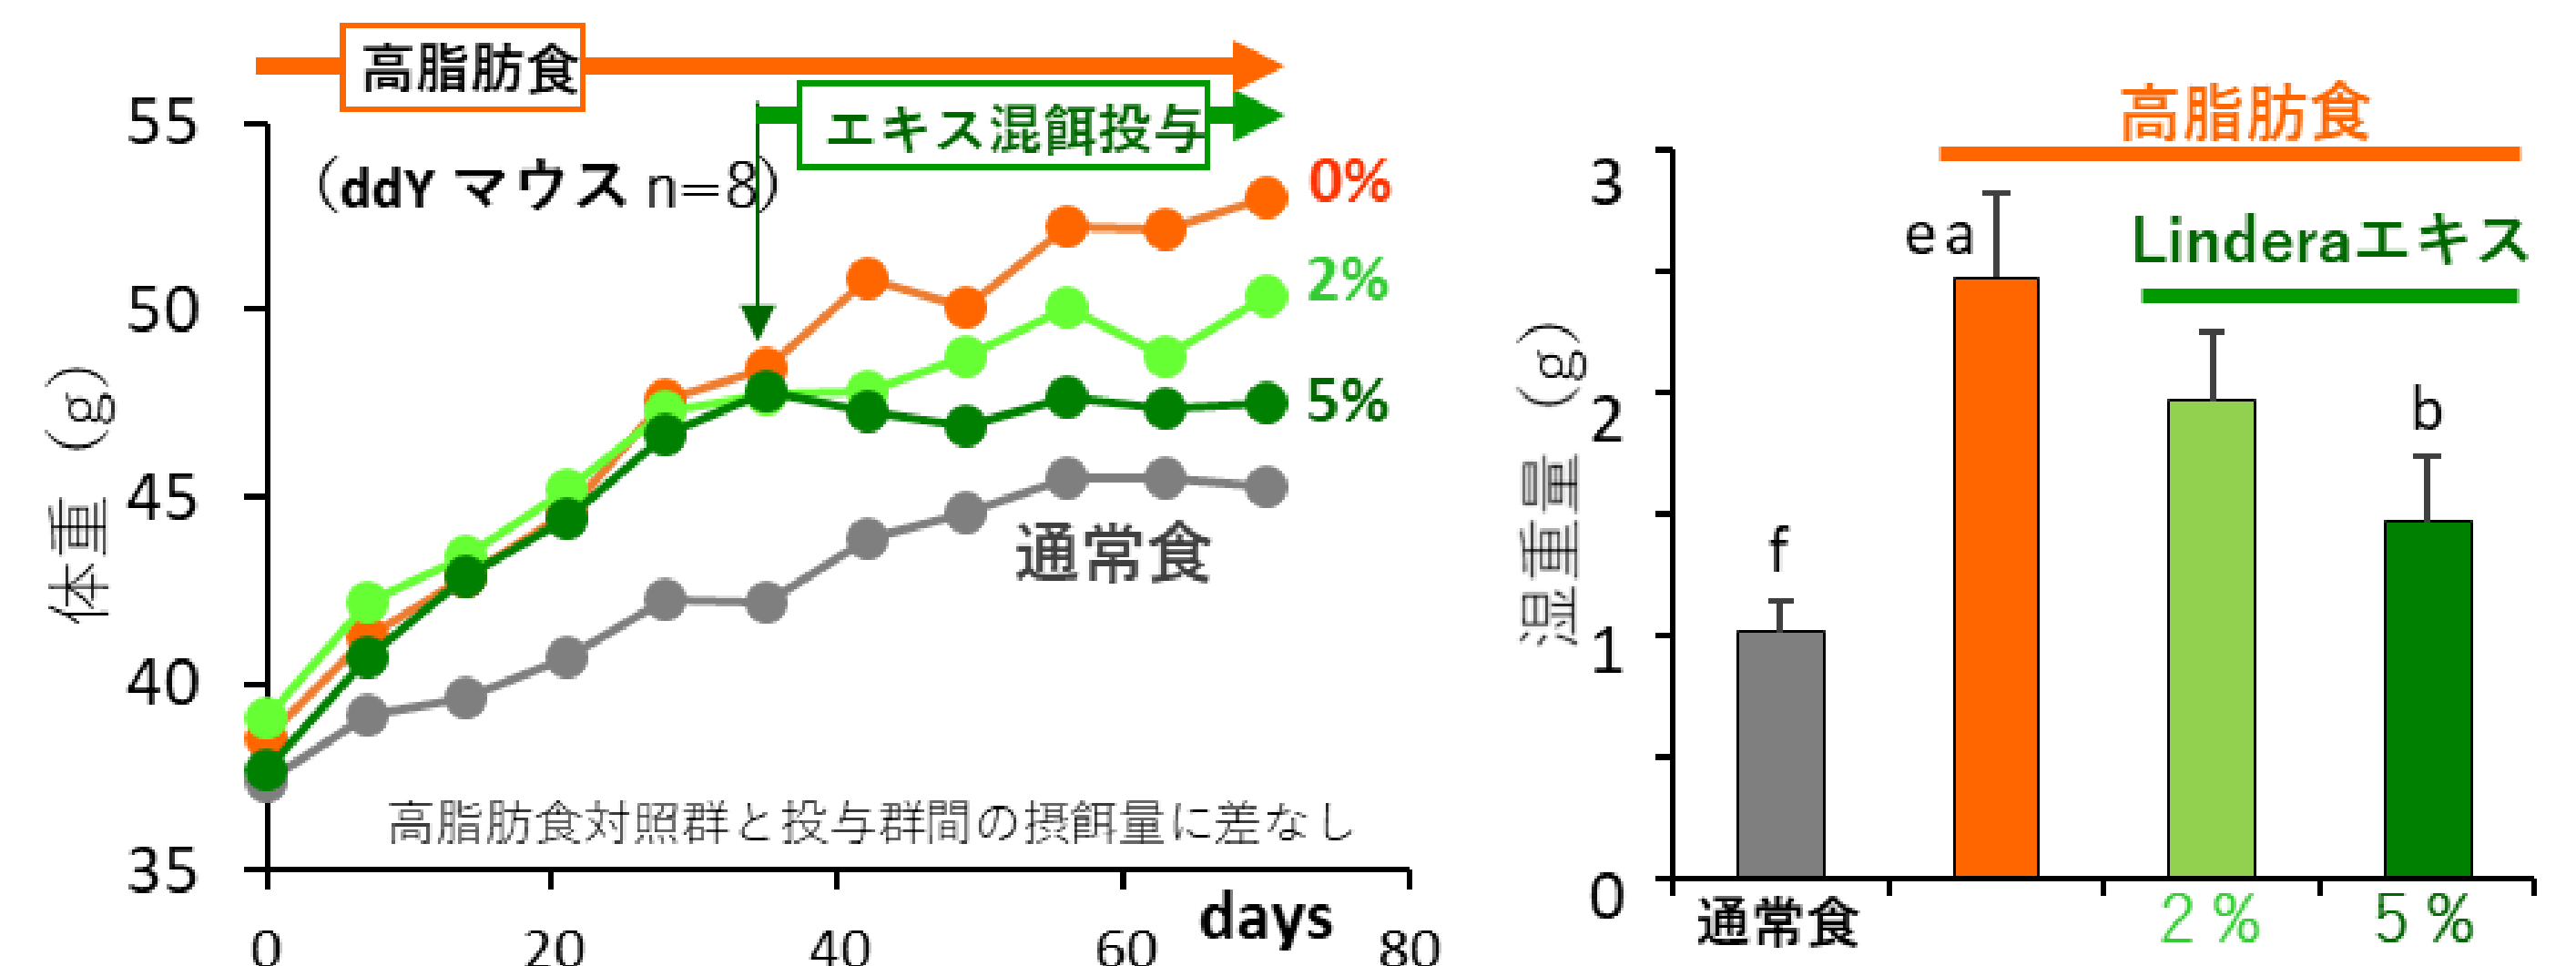 高脂肪食
エキス混餌投与
(ddY マウス n=8)
55
50
45
40
35
体重 (g)
0%
2%
5%
通常食
高脂肪食対照群と投与群間の摂餌量に差なし
0 20 40 60 80
days
高脂肪食
Linderaエキス
3
2
1
0
湿重量 (g)
f
e a
b
通常食 2 % 5 %